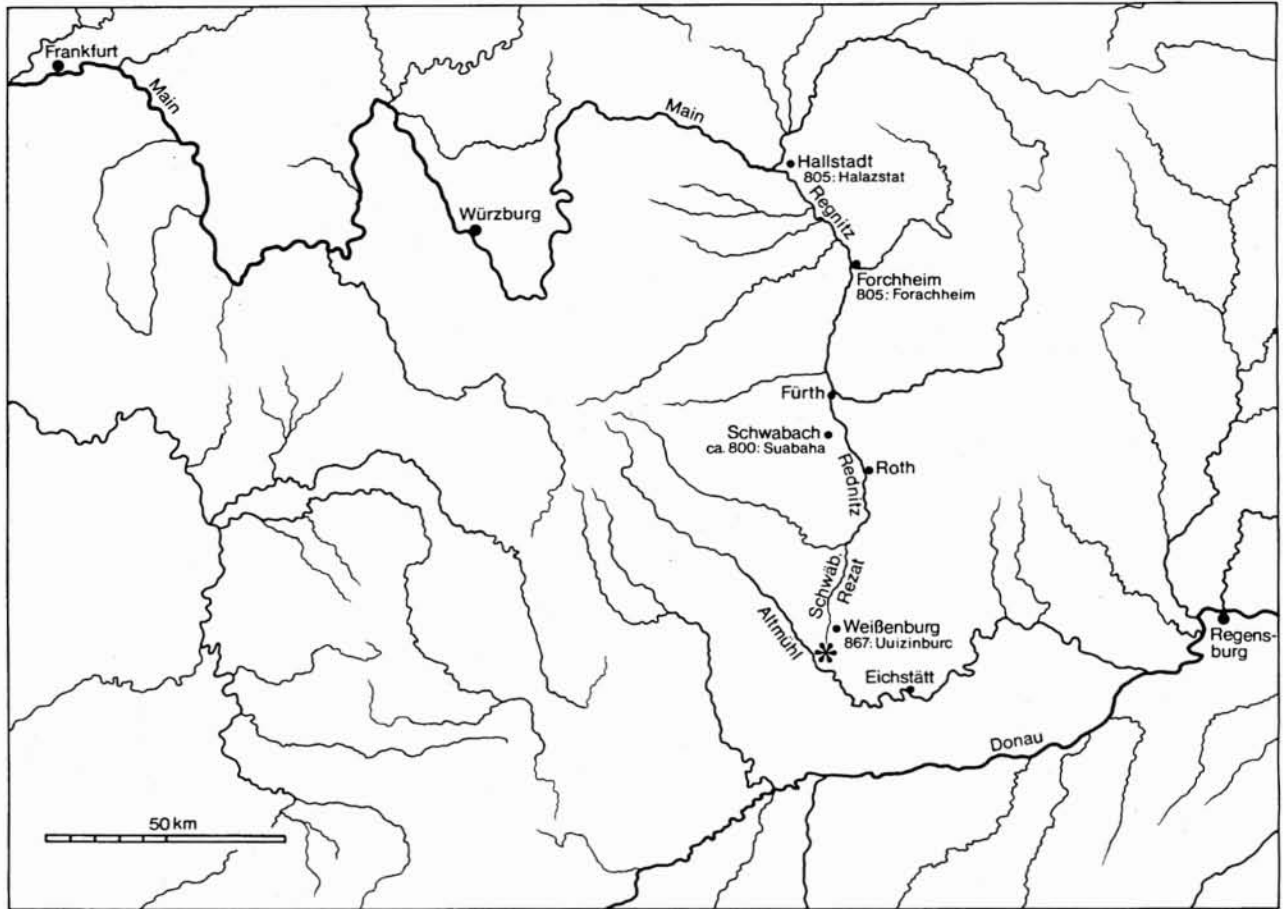 Frankfurt
Main
Main
Hallstadt
805: Halazstat
Regnitz
Würzburg
Forchheim
805: Forachheim
Fürth
Schwabach
ca. 800: Suabaha
Rednitz
Roth
Schwäb.
Rezat
Altmühl
Weißenburg
867: Uuizinburc
Regens-
burg
Eichstätt
Donau
50 km